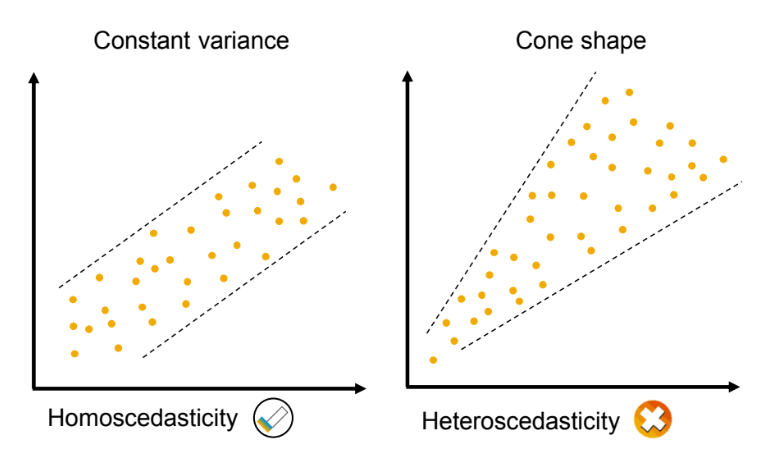 Constant variance
Cone shape
Homoscedasticity
Heteroscedasticity